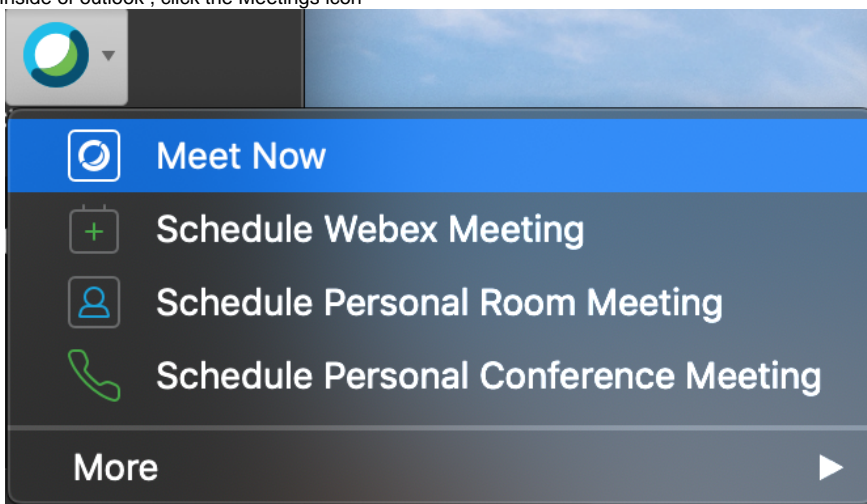 Inside of outlook , click the Meetings icon
Meet Now
Schedule Webex Meeting
Schedule Personal Room Meeting
Schedule Personal Conference Meeting
More